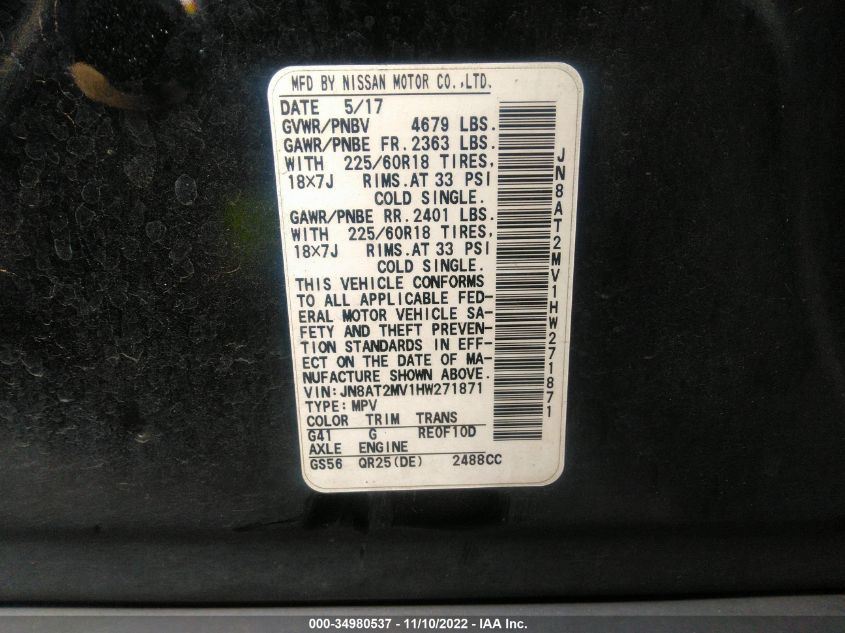 MFD BY NISSAN MOTOR CO.,LTD.
DATE 5/17
GVWR/PNBV 4679 LBS.
GAWR/PNBE FR. 2363 LBS.
WITH 225/60R18 TIRES,
18×7J RIMS.AT 33 PSI
COLD SINGLE.
GAWR/PNBE RR. 2401 LBS.
WITH 225/60R18 TIRES,
18×7J RIMS.AT 33 PSI
COLD SINGLE.
THIS VEHICLE CONFORMS
TO ALL APPLICABLE FED-
ERAL MOTOR VEHICLE SA-
FETY AND THEFT PREVEN-
TION STANDARDS IN EFF-
ECT ON THE DATE OF MA-
NUFACTURE SHOWN ABOVE.
VIN:JN8AT2MV1HW271871
TYPE:MPV
COLOR TRIM TRANS
G41 G RE0F10D
AXLE ENGINE
GS56 QR25(DE) 2488CC
JN8AT2MV1HW271871
000-34980537 - 11/10/2022 - IAA Inc.